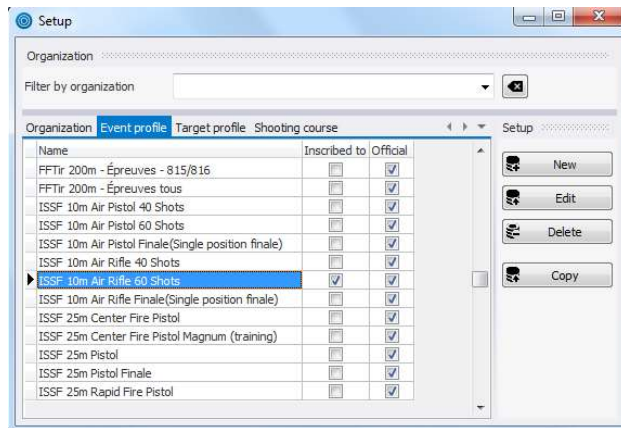 Setup
Organization
Filter by organization
Organization Event profile Target profile Shooting course
Setup
Name Inscribed to Official
FFTir 200m - Épreuves - 815/816
FFTir 200m - Épreuves tous
ISSF 10m Air Pistol 40 Shots
ISSF 10m Air Pistol 60 Shots
ISSF 10m Air Pistol Finale(Single position finale)
ISSF 10m Air Rifle 40 Shots
ISSF 10m Air Rifle 60 Shots
ISSF 10m Air Rifle Finale(Single position finale)
ISSF 25m Center Fire Pistol
ISSF 25m Center Fire Pistol Magnum (training)
ISSF 25m Pistol
ISSF 25m Pistol Finale
ISSF 25m Rapid Fire Pistol
New
Edit
Delete
Copy